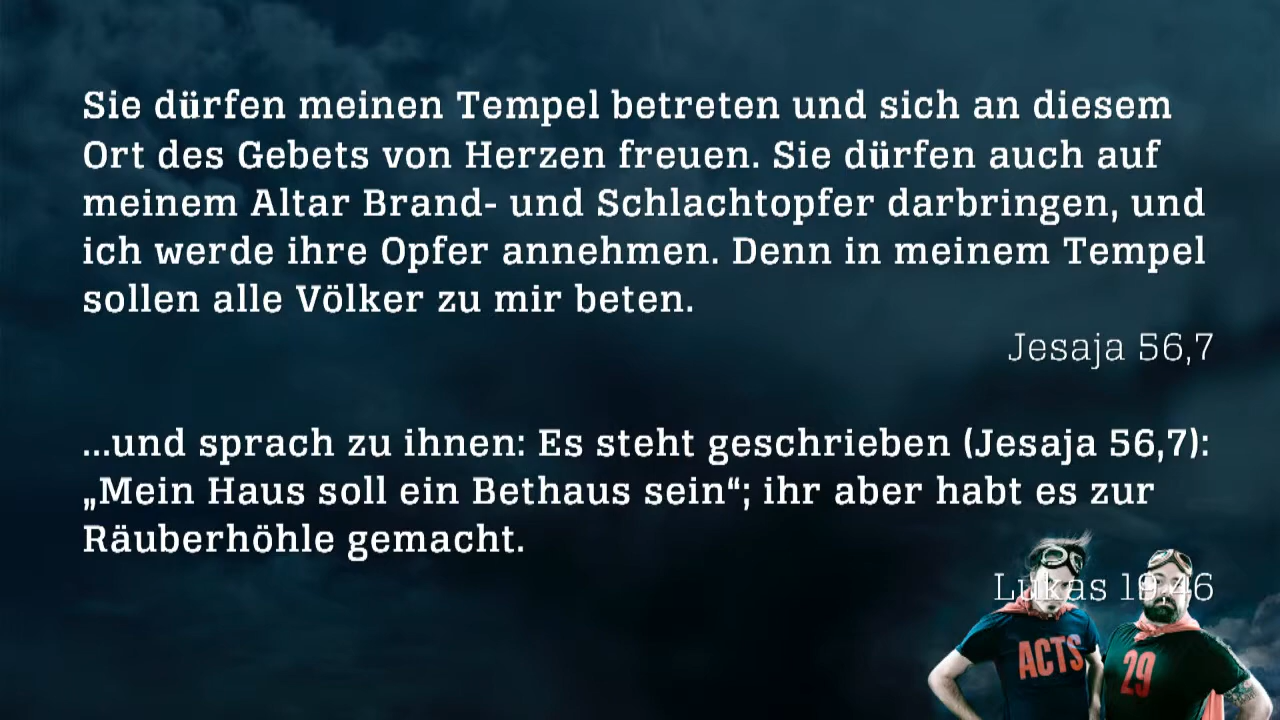 Sie dürfen meinen Tempel betreten und sich an diesem
Ort des Gebets von Herzen freuen. Sie dürfen auch auf
meinem Altar Brand- und Schlachtopfer darbringen, und
ich werde ihre Opfer annehmen. Denn in meinem Tempel
sollen alle Völker zu mir beten.
Jesaja 56,7
...und sprach zu ihnen: Es steht geschrieben (Jesaja 56,7):
„Mein Haus soll ein Bethaus sein“; ihr aber habt es zur
Räuberhöhle gemacht.
Lukas 19,46
ACTS
29